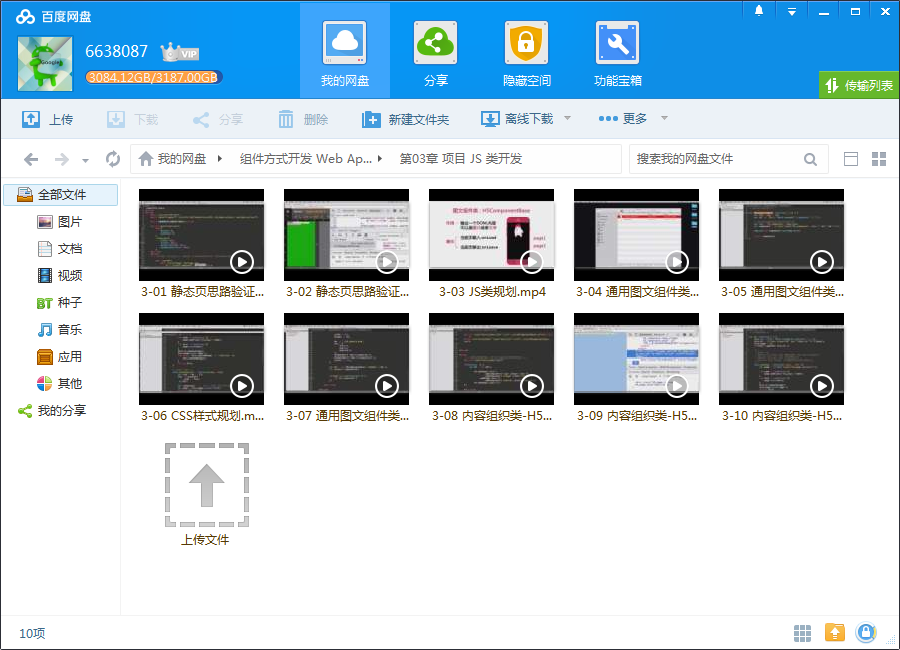 百度网盘
6638087
VIP
3084.12GB/3187.00GB
我的网盘
分享
隐藏空间
功能宝箱
传输列表
上传
下载
分享
删除
新建文件夹
离线下载
更多
我的网盘
组件方式开发 Web Ap...
第03章 项目 JS 类开发
搜索我的网盘文件
全部文件
图片
文档
视频
BT 种子
音乐
应用
其他
我的分享
图文组件类：H5ComponentBase
3-01 静态页思路验证...
3-02 静态页思路验证...
3-03 JS类规划.mp4
3-04 通用图文组件类...
3-05 通用图文组件类...
3-06 CSS样式规划.m...
3-07 通用图文组件类...
3-08 内容组织类-H5...
3-09 内容组织类-H5...
3-10 内容组织类-H5...
上传文件
10项